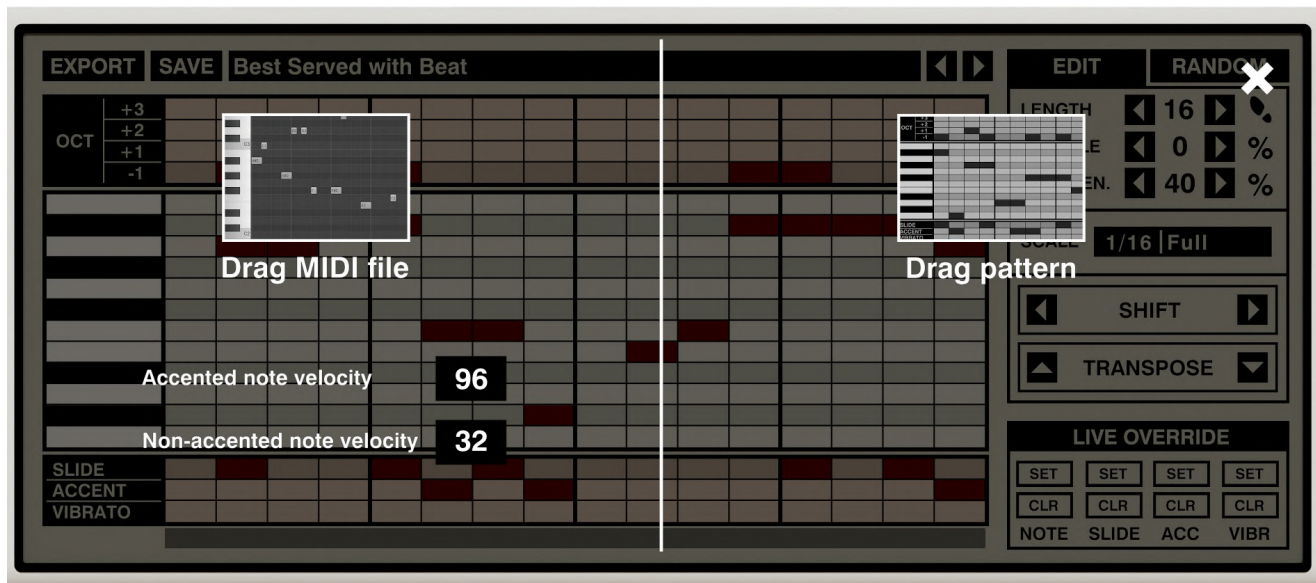 EXPORT SAVE Best Served with Beat
EDIT RANDOM
OCT
+3
+2
+1
-1
LENGTH 16
0 %
EN. 40 %
Drag MIDI file
Drag pattern
SCALE 1/16 | Full
SHIFT
TRANSPOSE
Accented note velocity 96
Non-accented note velocity 32
SLIDE
ACCENT
VIBRATO
LIVE OVERRIDE
SET SET SET SET
CLR CLR CLR CLR
NOTE SLIDE ACC VIBR